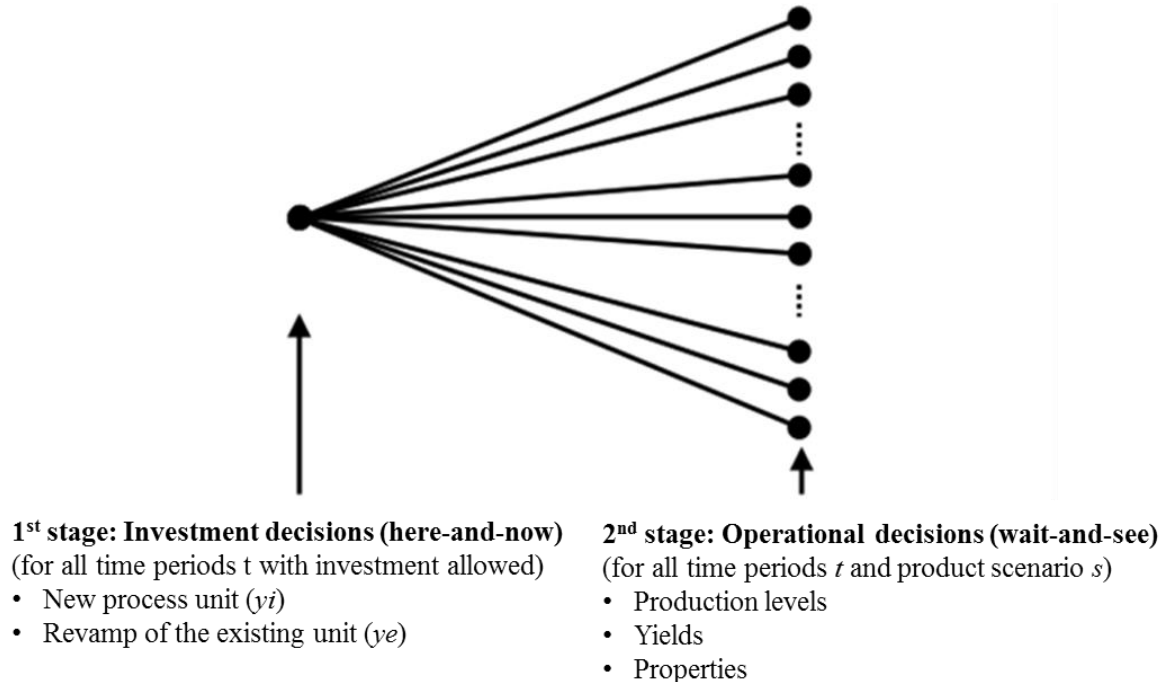 1st stage: Investment decisions (here-and-now)
(for all time periods t with investment allowed)
• New process unit (yi)
• Revamp of the existing unit (ye)
2nd stage: Operational decisions (wait-and-see)
(for all time periods t and product scenario s)
• Production levels
• Yields
• Properties